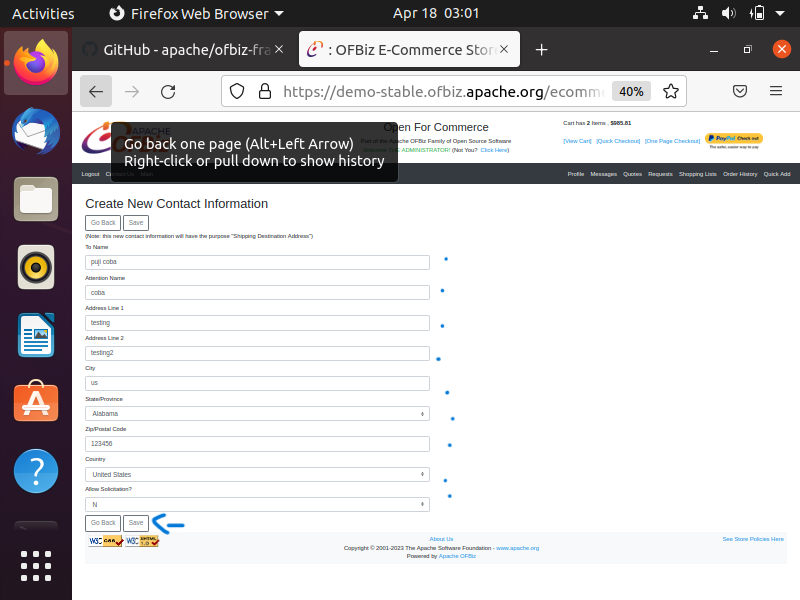 Activities Firefox Web Browser Apr 18 03:01
GitHub - apache/ofbiz-fra : OFBiz E-Commerce Store
https://demo-stable.ofbiz.apache.org/ecomme 40%
Go back one page (Alt+Left Arrow)
Right-click or pull down to show history
APACHE
Open For Commerce
Part of the Apache OFBiz Family of Open Source Software
Welcome THE ADMINISTRATOR! (Not You? Click Here)
Cart has 2 Items , $985.81
[View Cart] [Quick Checkout] [One Page Checkout] PayPal Check out
The safer, easier way to pay
Logout Main Profile Messages Quotes Requests Shopping Lists Order History Quick Add
Create New Contact Information
Go Back Save
(Note: this new contact information will have the purpose "Shipping Destination Address")
To Name
puji coba
Attention Name
coba
Address Line 1
testing
Address Line 2
testing2
City
us
State/Province
Alabama
Zip/Postal Code
123456
Country
United States
Allow Solicitation?
N
Go Back Save
W3C css W3C XHTML 1.0
About Us
See Store Policies Here
Copyright © 2001-2023 The Apache Software Foundation - www.apache.org
Powered by Apache OFBiz